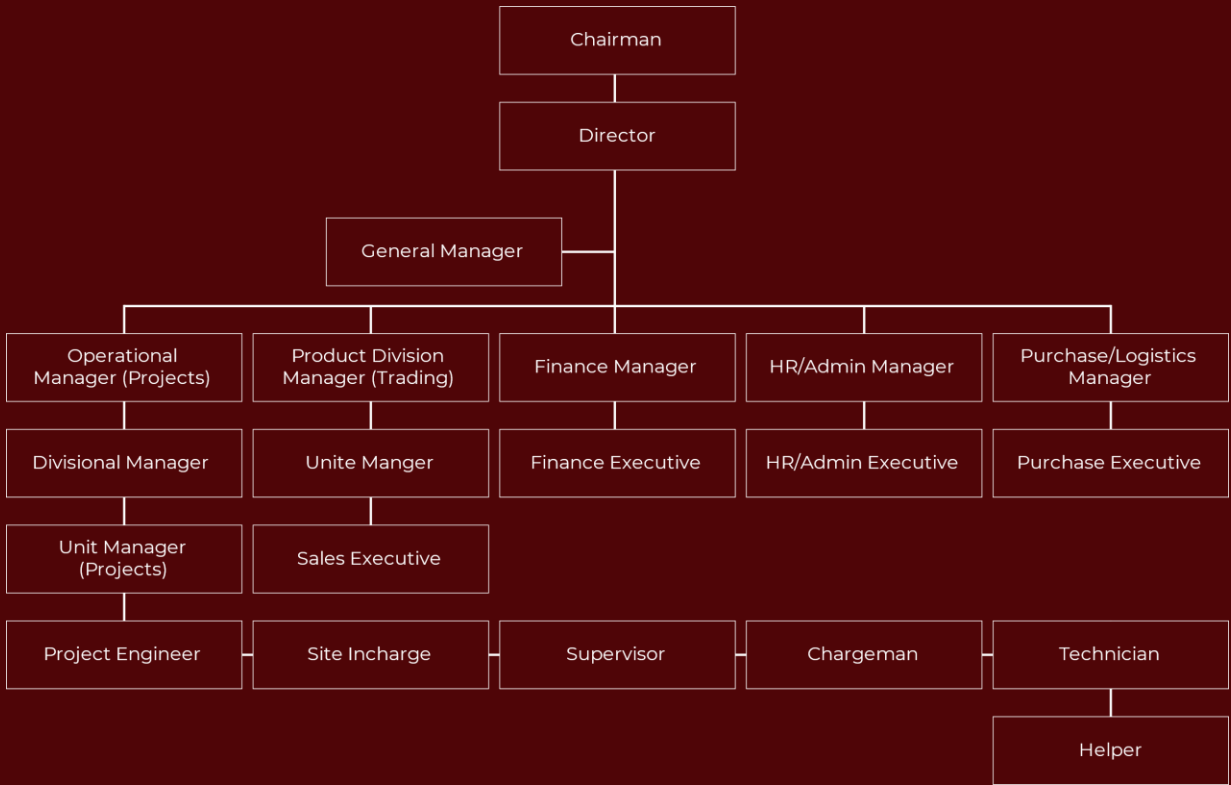 Chairman
Director
General Manager
Operational
Manager (Projects)
Product Division
Manager (Trading)
Finance Manager
HR/Admin Manager
Purchase/Logistics
Manager
Divisional Manager
Unite Manger
Finance Executive
HR/Admin Executive
Purchase Executive
Unit Manager
(Projects)
Sales Executive
Project Engineer
Site Incharge
Supervisor
Chargeman
Technician
Helper